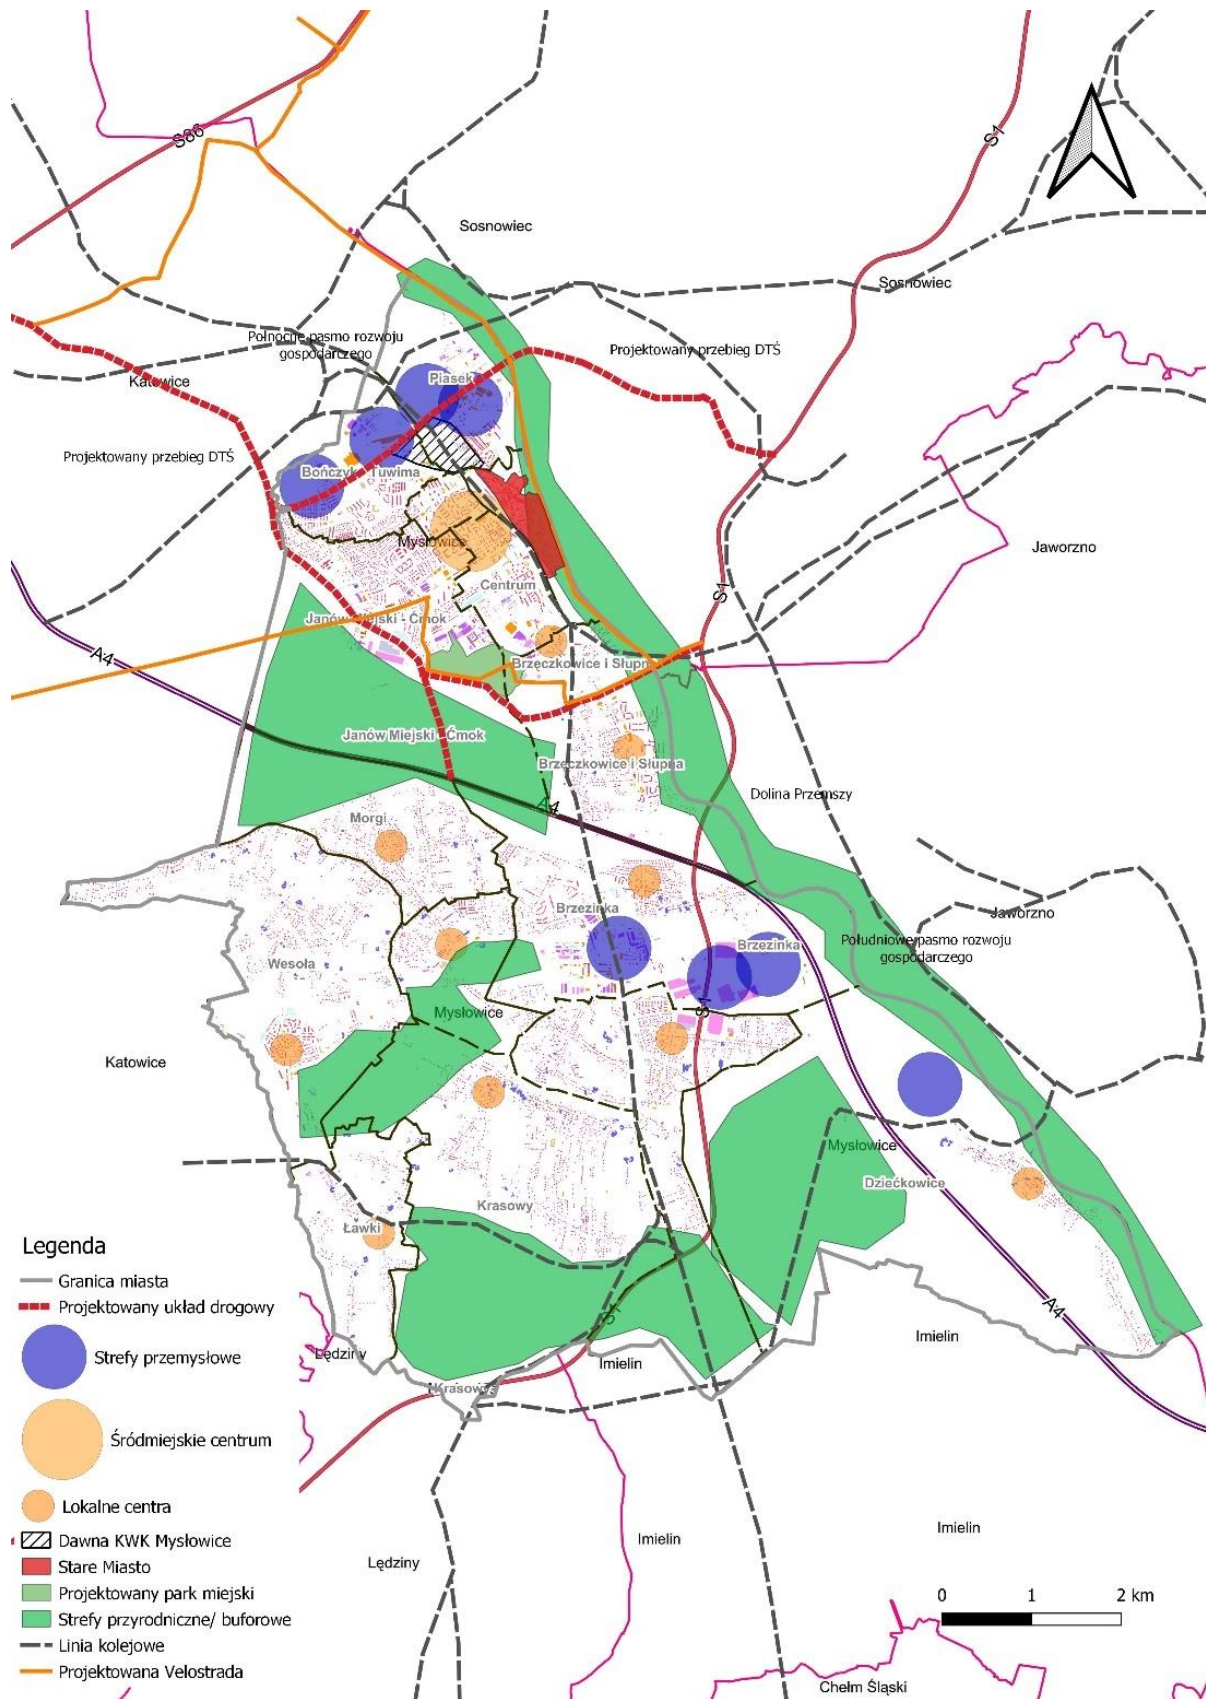 S86
S1
Sosnowiec
Sosnowiec
Północne pasmo rozwoju
gospodarczego
Projektowany przebieg DTŚ
Katowice
Piasek
Projektowany przebieg DTŚ
Bończyk - Tuwima
Mysłowice
Jaworzno
Centrum
S1
Janów Miejski - Ćmok
A4
Brzęczkowice i Słupna
Janów Miejski - Ćmok
Brzęczkowice i Słupna
Dolina Przemszy
A4
Morgi
Brzezinka
Jaworzno
Brzezinka
Południowe pasmo rozwoju
gospodarczego
Wesoła
S1
Mysłowice
Katowice
Mysłowice
Dziećkowice
Krasowy
Ławki
Legenda
Granica miasta
Projektowany układ drogowy
Strefy przemysłowe
Śródmiejskie centrum
Lokalne centra
Dawna KWK Mysłowice
Stare Miasto
Projektowany park miejski
Strefy przyrodnicze/ buforowe
Linia kolejowe
Projektowana Velostrada
A4
S1
Imielin
Lędziny
Imielin
Krasowy
Imielin
Imielin
Lędziny
0 1 2 km
Chełm Śląski